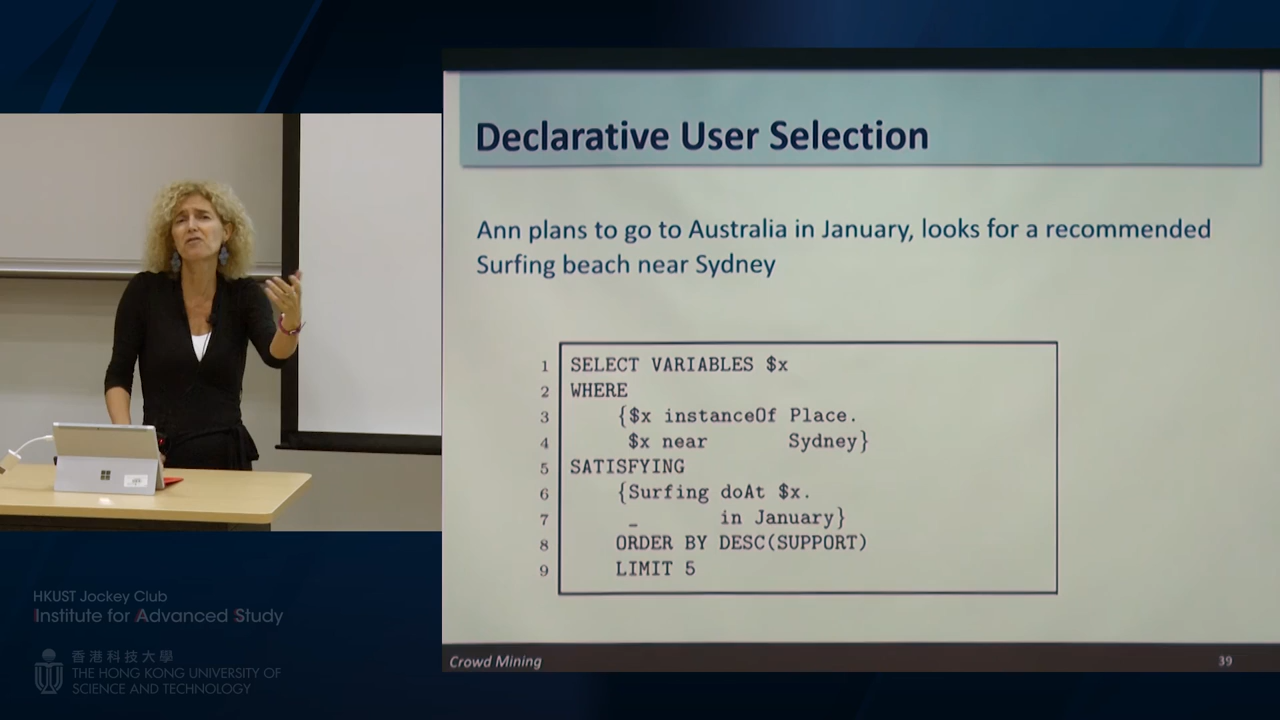 Declarative User Selection
Ann plans to go to Australia in January, looks for a recommended
Surfing beach near Sydney
1 SELECT VARIABLES $x
2 WHERE
3 {$x instanceOf Place.
4 $x near Sydney}
5 SATISFYING
6 {Surfing doAt $x.
7 _ in January}
8 ORDER BY DESC(SUPPORT)
9 LIMIT 5
Crowd Mining 39
HKUST Jockey Club
Institute for Advanced Study
香港科技大學
THE HONG KONG UNIVERSITY OF
SCIENCE AND TECHNOLOGY